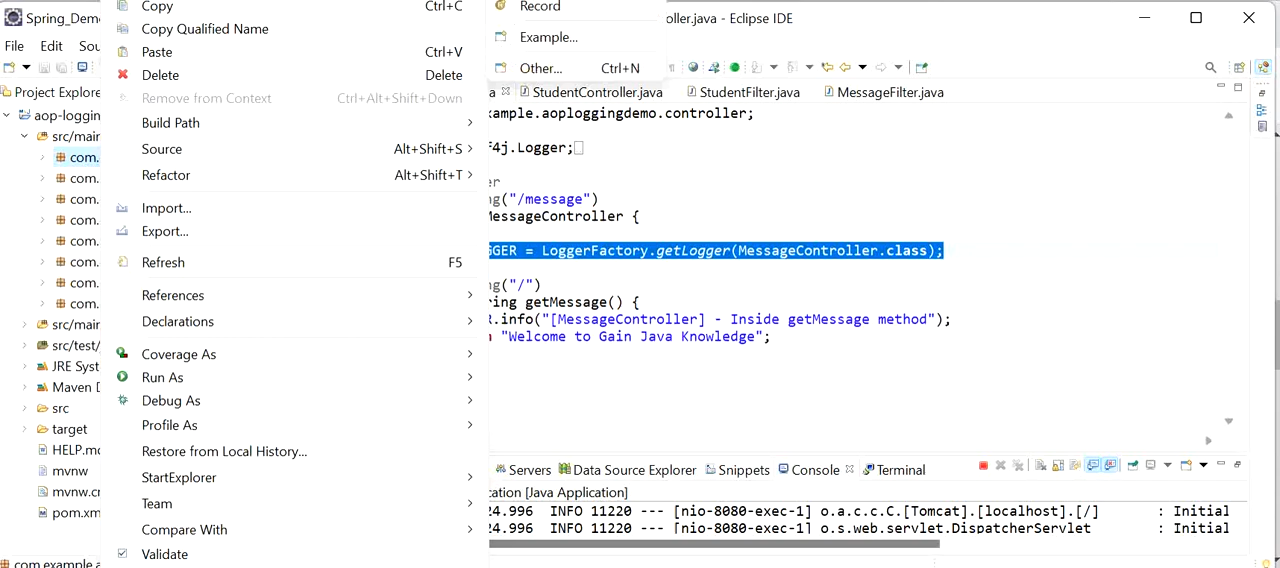 Spring_Demo
ller.java - Eclipse IDE
File Edit Sou
Project Explore
aop-logging
src/main
com.
com.
com.
com.
com.
com.
com.
com.
src/main
src/test/
JRE Syst
Maven D
src
target
HELP.md
mvnw
mvnw.cm
pom.xm
com.example.a
Copy Ctrl+C
Copy Qualified Name
Paste Ctrl+V
Delete Delete
Remove from Context Ctrl+Alt+Shift+Down
Build Path
Source Alt+Shift+S
Refactor Alt+Shift+T
Import...
Export...
Refresh F5
References
Declarations
Coverage As
Run As
Debug As
Profile As
Restore from Local History...
StartExplorer
Team
Compare With
Validate
Record
Example...
Other... Ctrl+N
a StudentController.java StudentFilter.java MessageFilter.java
xample.aoploggingdemo.controller;
f4j.Logger;
er
ng("/message")
MessageController {
GGER = LoggerFactory.getLogger(MessageController.class);
ng("/")
ring getMessage() {
R.info("[MessageController] - Inside getMessage method");
n "Welcome to Gain Java Knowledge";
Servers Data Source Explorer Snippets Console Terminal
cation [Java Application]
24.996 INFO 11220 --- [nio-8080-exec-1] o.a.c.c.C.[Tomcat].[localhost].[/] : Initial
24.996 INFO 11220 --- [nio-8080-exec-1] o.s.web.servlet.DispatcherServlet : Initial